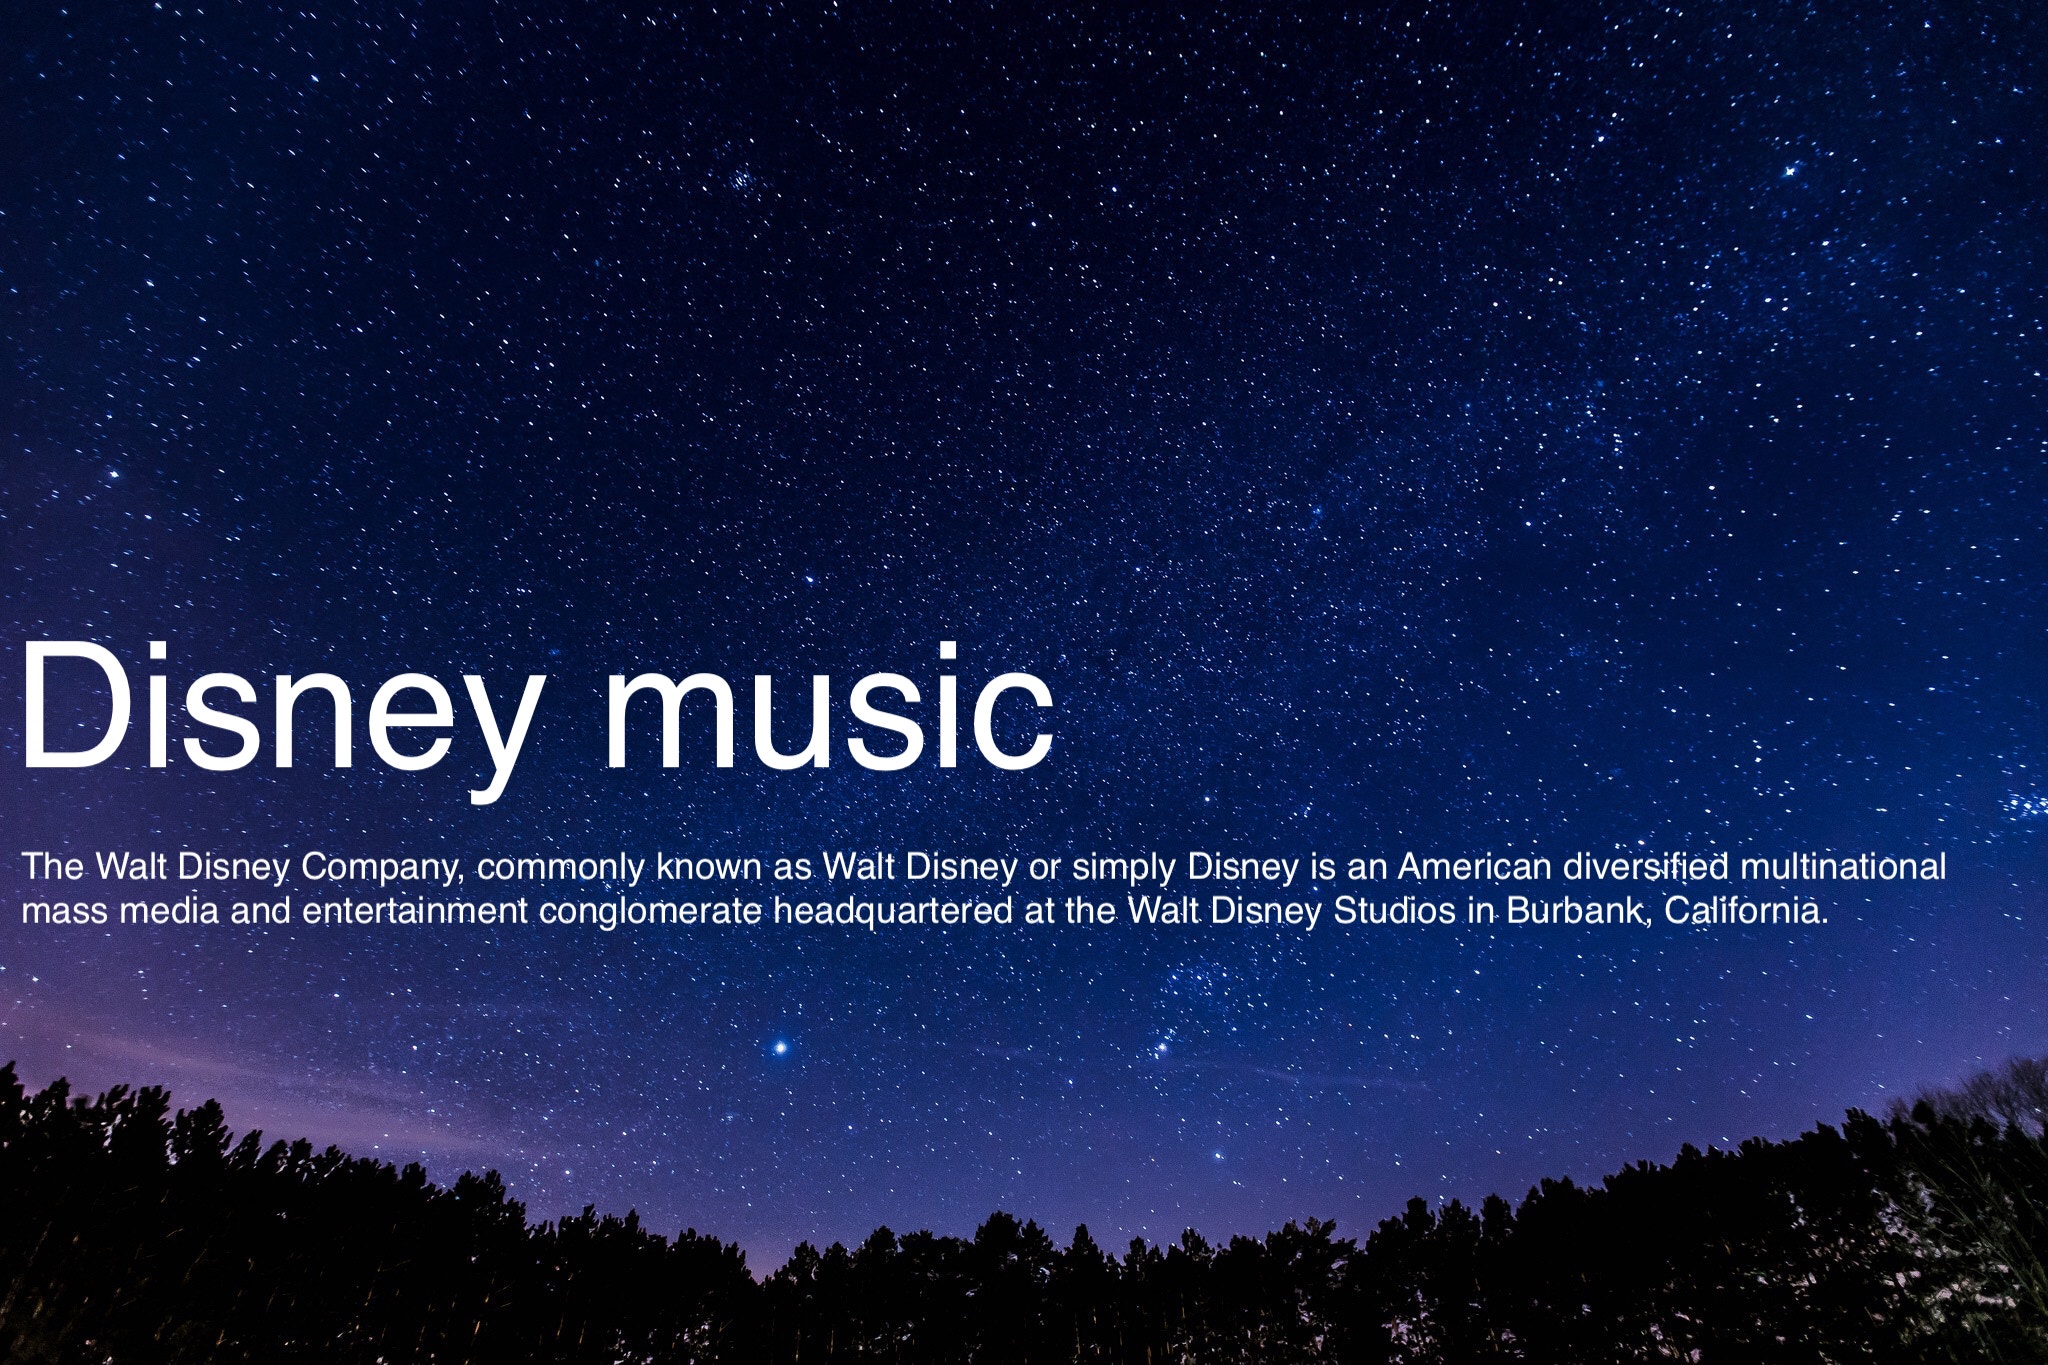 Disney music
The Walt Disney Company, commonly known as Walt Disney or simply Disney is an American diversified multinational
mass media and entertainment conglomerate headquartered at the Walt Disney Studios in Burbank, California.